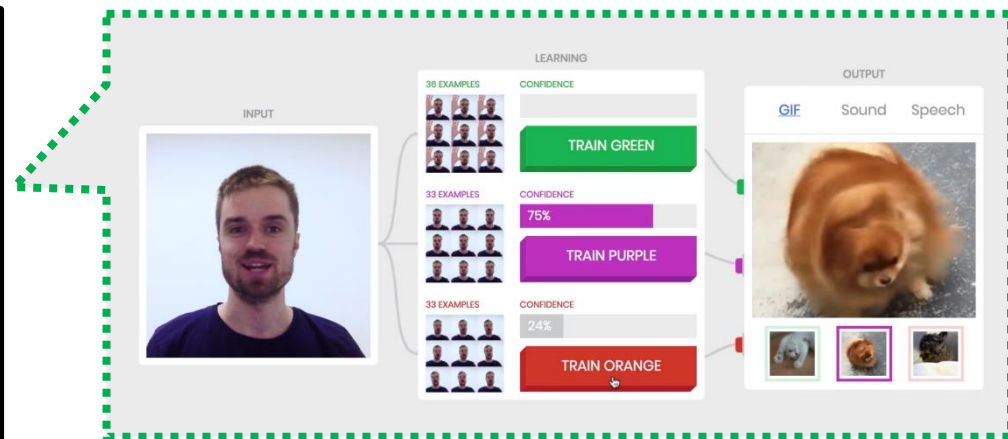 INPUT
LEARNING
36 EXAMPLES
CONFIDENCE
TRAIN GREEN
33 EXAMPLES
CONFIDENCE
75%
TRAIN PURPLE
33 EXAMPLES
CONFIDENCE
24%
TRAIN ORANGE
OUTPUT
GIF Sound Speech